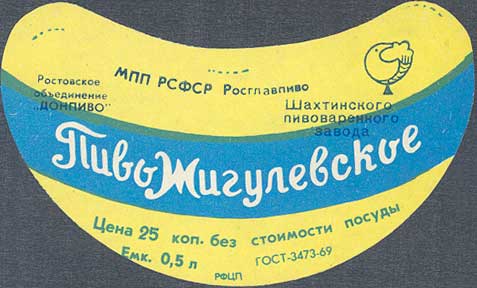 МПП РСФСР Росглавпиво
Ростовское
объединение
"ДОНПИВО"
Шахтинского
пивоваренного
завода
Пиво Жигулевское
Цена 25 коп. без стоимости посуды
Емк. 0,5 л
РФЦП ГОСТ-3473-69